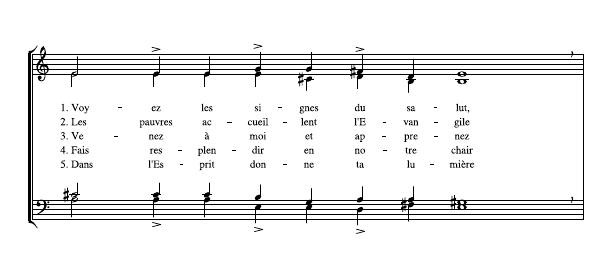 1. Voy - ez les si - gnes du sa - lut,
2. Les pauvres ac - cueil - lent l'E - van - gile
3. Ve - nez à moi et ap - pre - nez
4. Fais res - plen - dir en no - tre chair
5. Dans l'Es - prit don - ne ta lu - mière